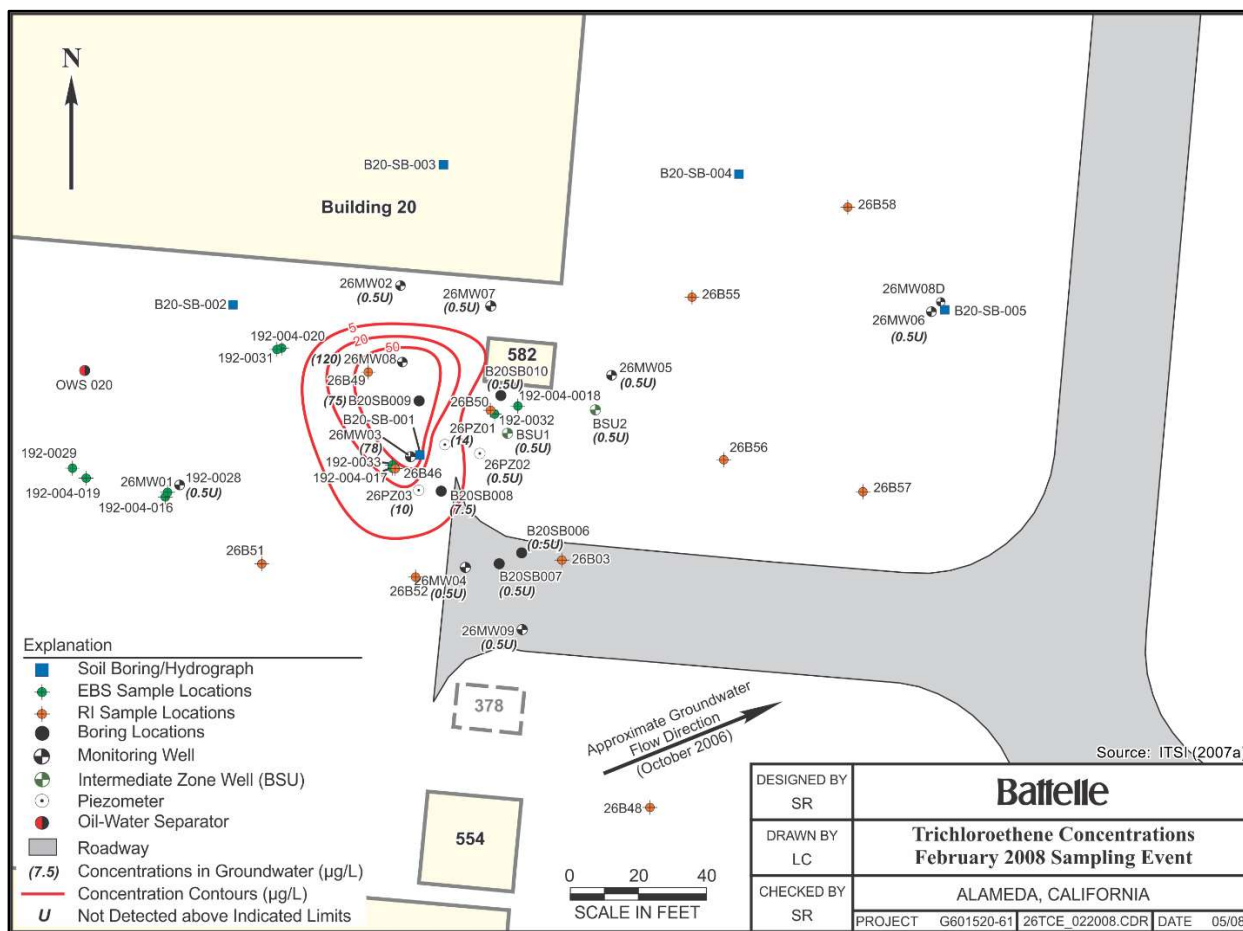 N
B20-SB-003
B20-SB-004
Building 20
26B58
26MW02
(0.5U)
26MW07
(0.5U)
B20-SB-002
26B55
26MW08D
B20-SB-005
26MW06
(0.5U)
5
20
50
192-004-020
192-0031
(120) 26MW08
26B49
582
B20SB010
(0.5U)
26MW05
(0.5U)
OWS 020
(75) B20SB009
B20-SB-001
26B50
192-004-0018
192-0032
26MW03
(78)
26PZ01
(14)
BSU1
(0.5U)
BSU2
(0.5U)
26B56
192-0029
192-004-019
26MW01
192-0028
(0.5U)
192-004-016
192-0033
192-004-017
26B46
26PZ02
(0.5U)
26PZ03
(10)
B20SB008
(7.5)
26B57
B20SB006
(0.5U)
26B51
26B03
26MW04
(0.5U)
26B52
B20SB007
(0.5U)
26MW09
(0.5U)
378
Approximate Groundwater
Flow Direction
(October 2006)
26B48
554
Explanation
Soil Boring/Hydrograph
EBS Sample Locations
RI Sample Locations
Boring Locations
Monitoring Well
Intermediate Zone Well (BSU)
Piezometer
Oil-Water Separator
Roadway
(7.5) Concentrations in Groundwater (µg/L)
Concentration Contours (µg/L)
U Not Detected above Indicated Limits
0 20 40
SCALE IN FEET
Source: ITSI (2007a)
DESIGNED BY
SR
DRAWN BY
LC
CHECKED BY
SR
Battelle
Trichloroethene Concentrations
February 2008 Sampling Event
ALAMEDA, CALIFORNIA
PROJECT G601520-61 26TCE_022008.CDR DATE 05/08